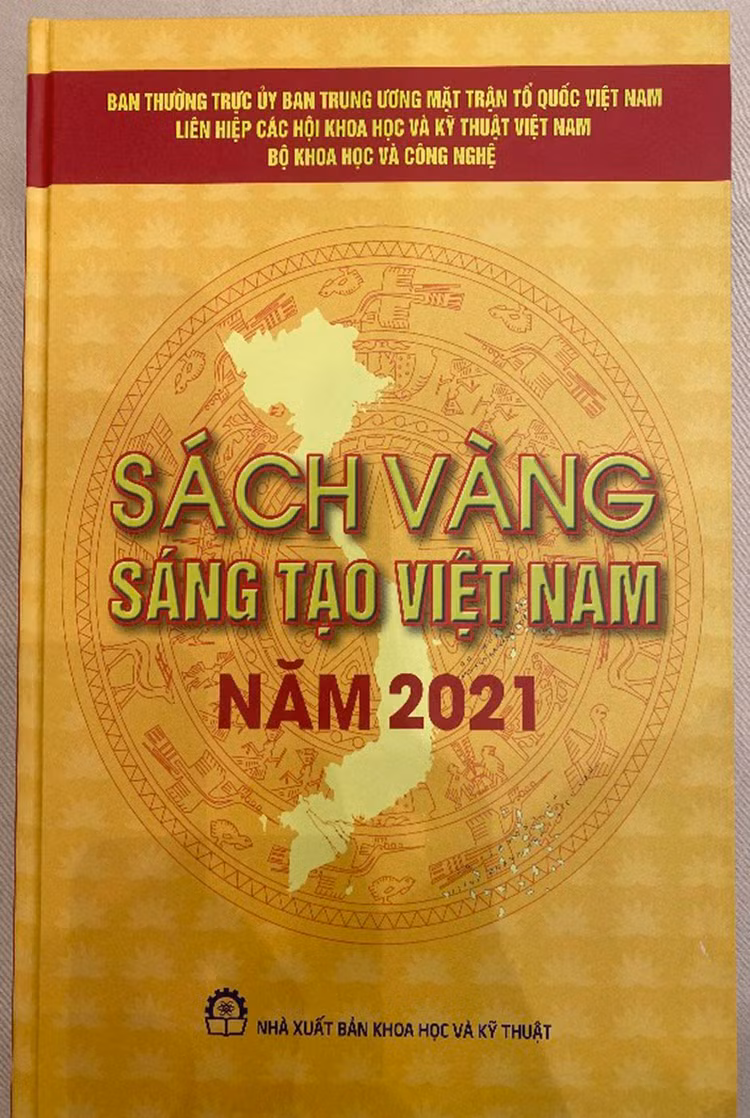 BAN THƯỜNG TRỰC ỦY BAN TRUNG ƯƠNG MẶT TRẬN TỔ QUỐC VIỆT NAM
LIÊN HIỆP CÁC HỘI KHOA HỌC VÀ KỸ THUẬT VIỆT NAM
BỘ KHOA HỌC VÀ CÔNG NGHỆ
SÁCH VÀNG
SÁNG TẠO VIỆT NAM
NĂM 2021
NHÀ XUẤT BẢN KHOA HỌC VÀ KỸ THUẬT